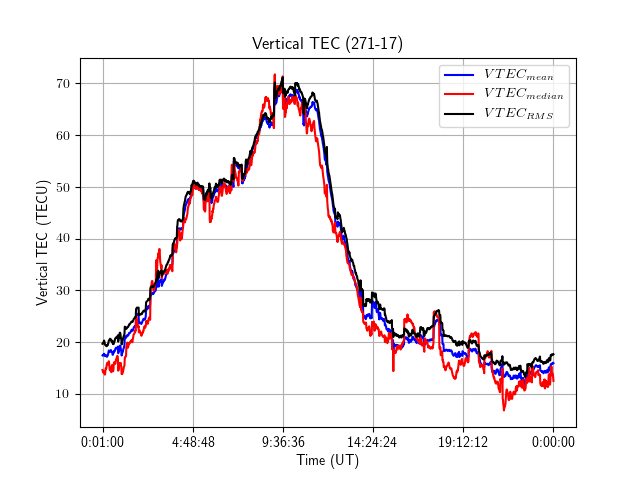 Vertical TEC (271-17)
VTEC_mean
VTEC_median
VTEC_RMS
Vertical TEC (TECU)
70
60
50
40
30
20
10
0:01:00 4:48:48 9:36:36 14:24:24 19:12:12 0:00:00
Time (UT)